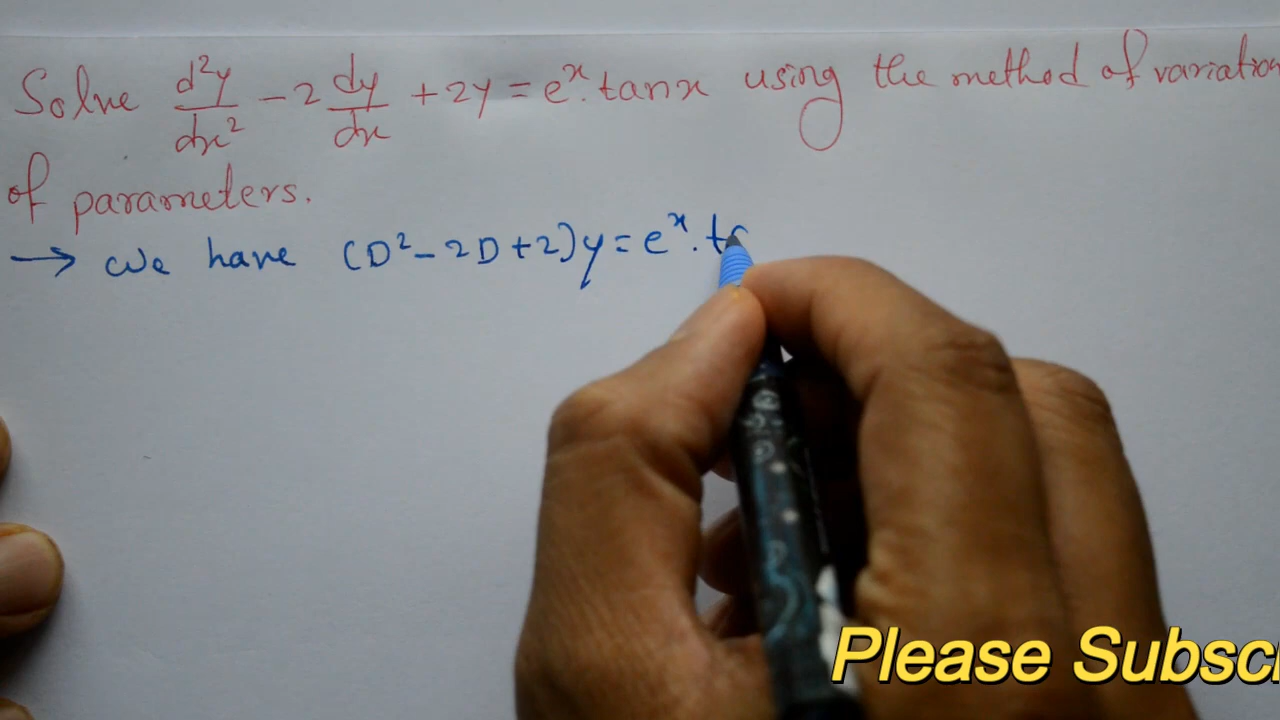 Solve d²y/dx² - 2 dy/dx + 2y = eˣ. tanx using the method of variation
of parameters.
→ We have (D² - 2D + 2)y = eˣ. ta
Please Subsc